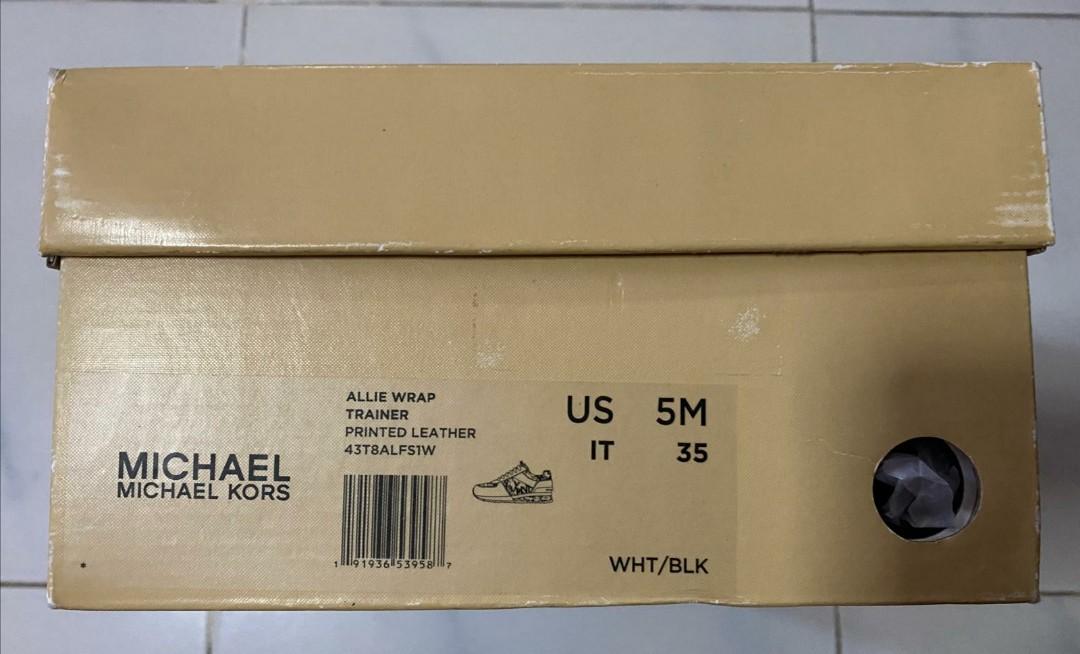 MICHAEL
MICHAEL KORS
ALLIE WRAP
TRAINER
PRINTED LEATHER
43T8ALFS1W
1 91936 53958 7
US 5M
IT 35
WHT/BLK
*